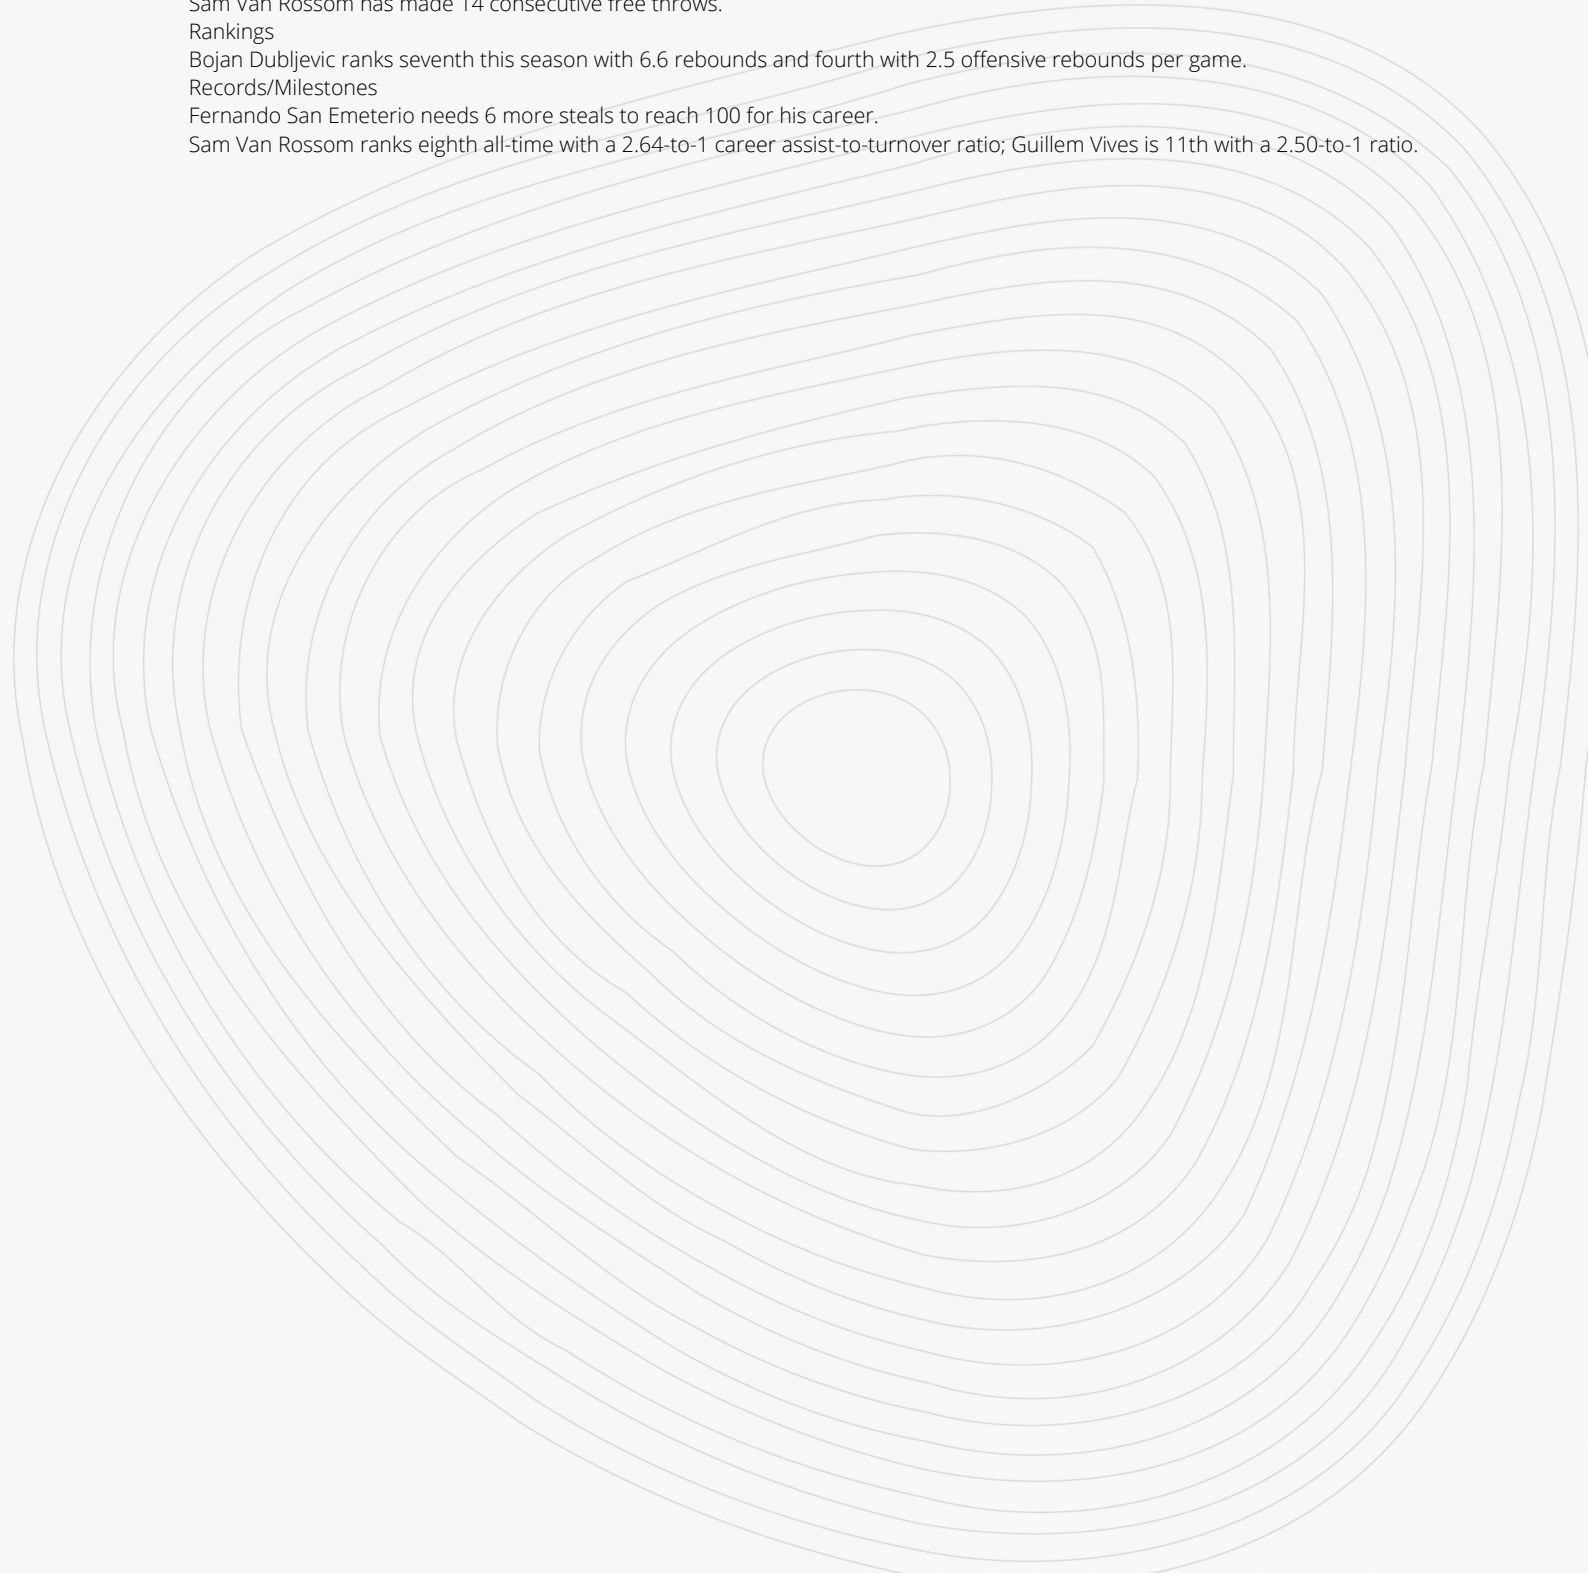 Sam Van Rossom has made 14 consecutive free throws.
Rankings
Bojan Dubljevic ranks seventh this season with 6.6 rebounds and fourth with 2.5 offensive rebounds per game.
Records/Milestones
Fernando San Emeterio needs 6 more steals to reach 100 for his career.
Sam Van Rossom ranks eighth all-time with a 2.64-to-1 career assist-to-turnover ratio; Guillem Vives is 11th with a 2.50-to-1 ratio.